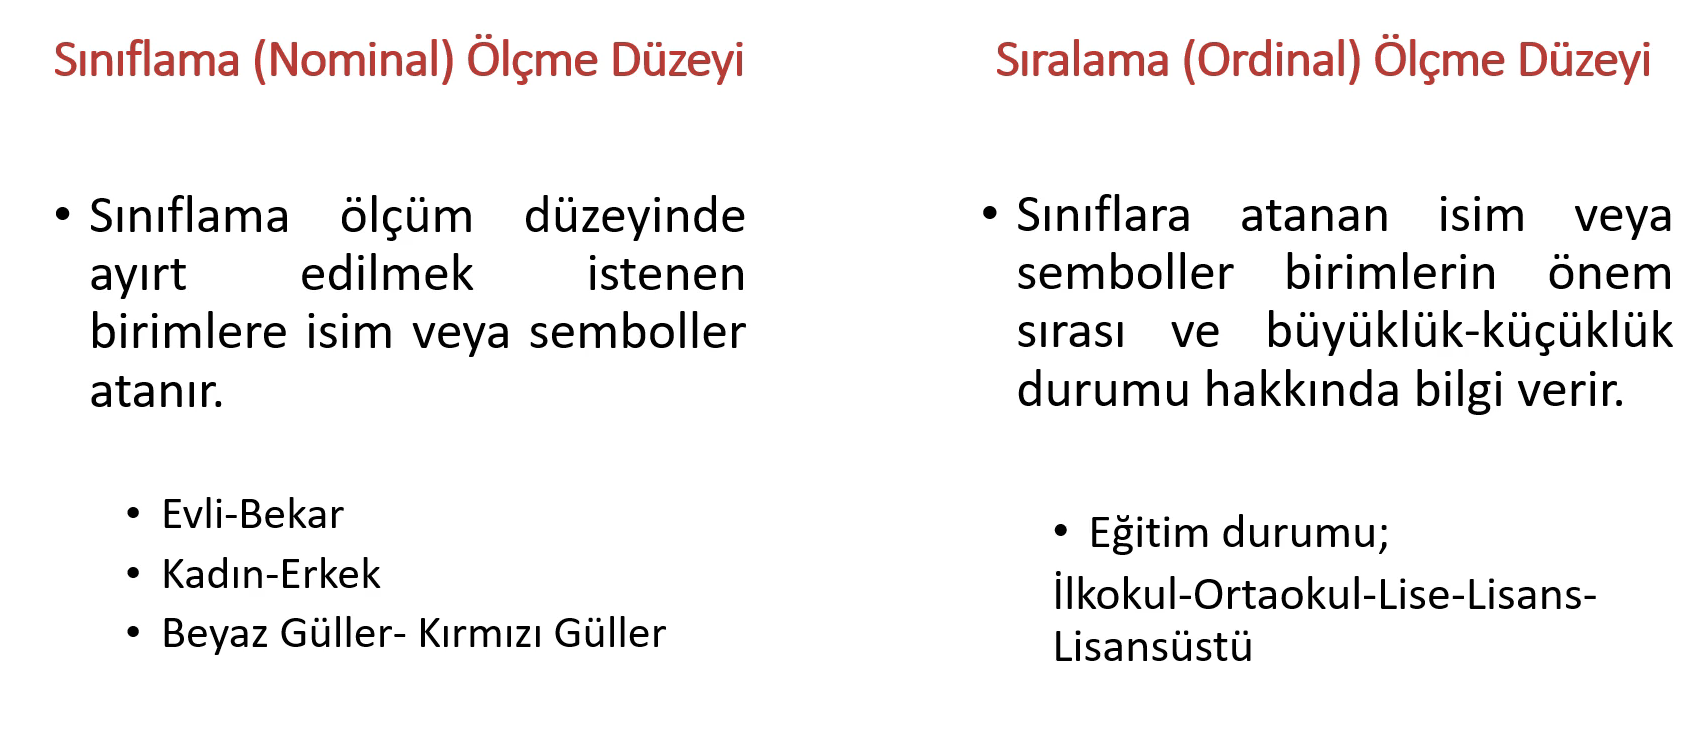 Sınıflama (Nominal) Ölçme Düzeyi
• Sınıflama ölçüm düzeyinde
ayırt edilmek istenen
birimlere isim veya semboller
atanır.
• Evli-Bekar
• Kadın-Erkek
• Beyaz Güller- Kırmızı Güller
Sıralama (Ordinal) Ölçme Düzeyi
• Sınıflara atanan isim veya
semboller birimlerin önem
sırası ve büyüklük-küçüklük
durumu hakkında bilgi verir.
• Eğitim durumu;
İlkokul-Ortaokul-Lise-Lisans-
Lisansüstü